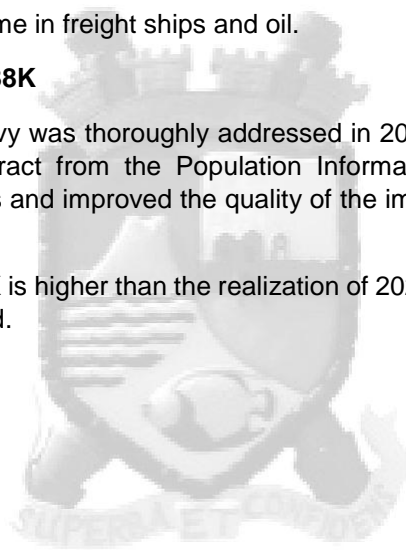 me in freight ships and oil.
8K
vy was thoroughly addressed in 20
ract from the Population Informa
s and improved the quality of the im
is higher than the realization of 20
d.
SUPERBA ET CONFIDENS